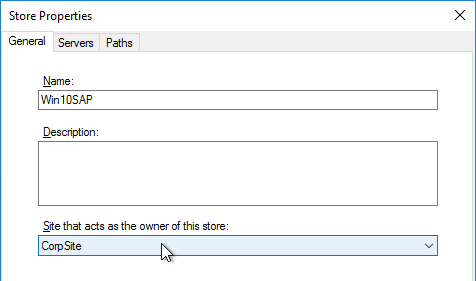 Store Properties
General Servers Paths
Name:
Win10SAP
Description:
Site that acts as the owner of this store:
CorpSite